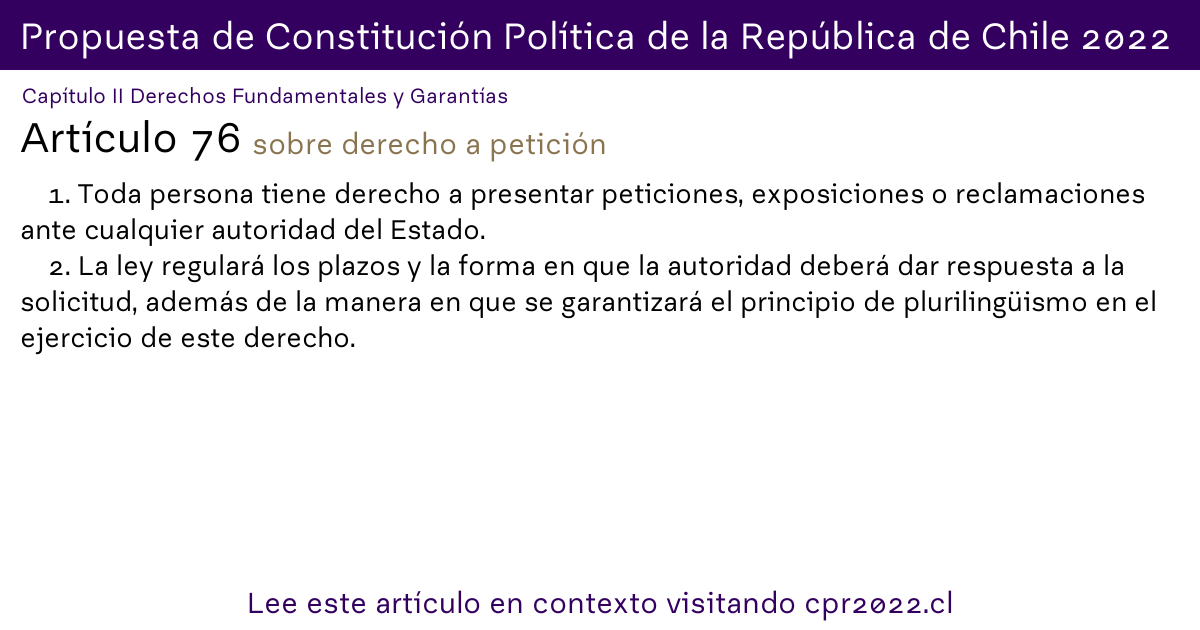 Propuesta de Constitución Política de la República de Chile 2022
Capítulo II Derechos Fundamentales y Garantías
Artículo 76 sobre derecho a petición
1. Toda persona tiene derecho a presentar peticiones, exposiciones o reclamaciones
ante cualquier autoridad del Estado.
2. La ley regulará los plazos y la forma en que la autoridad deberá dar respuesta a la
solicitud, además de la manera en que se garantizará el principio de plurilingüismo en el
ejercicio de este derecho.
Lee este artículo en contexto visitando cpr2022.cl